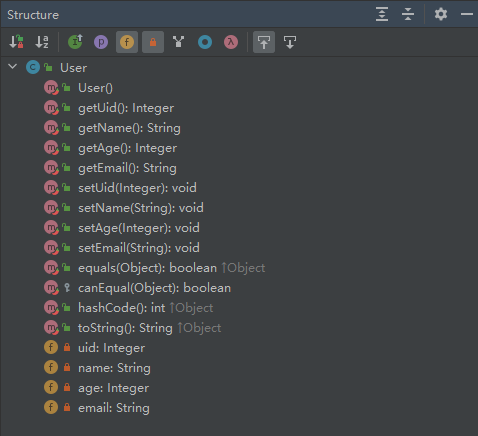 Structure
User
User()
getUid(): Integer
getName(): String
getAge(): Integer
getEmail(): String
setUid(Integer): void
setName(String): void
setAge(Integer): void
setEmail(String): void
equals(Object): boolean ↑Object
canEqual(Object): boolean
hashCode(): int ↑Object
toString(): String ↑Object
uid: Integer
name: String
age: Integer
email: String